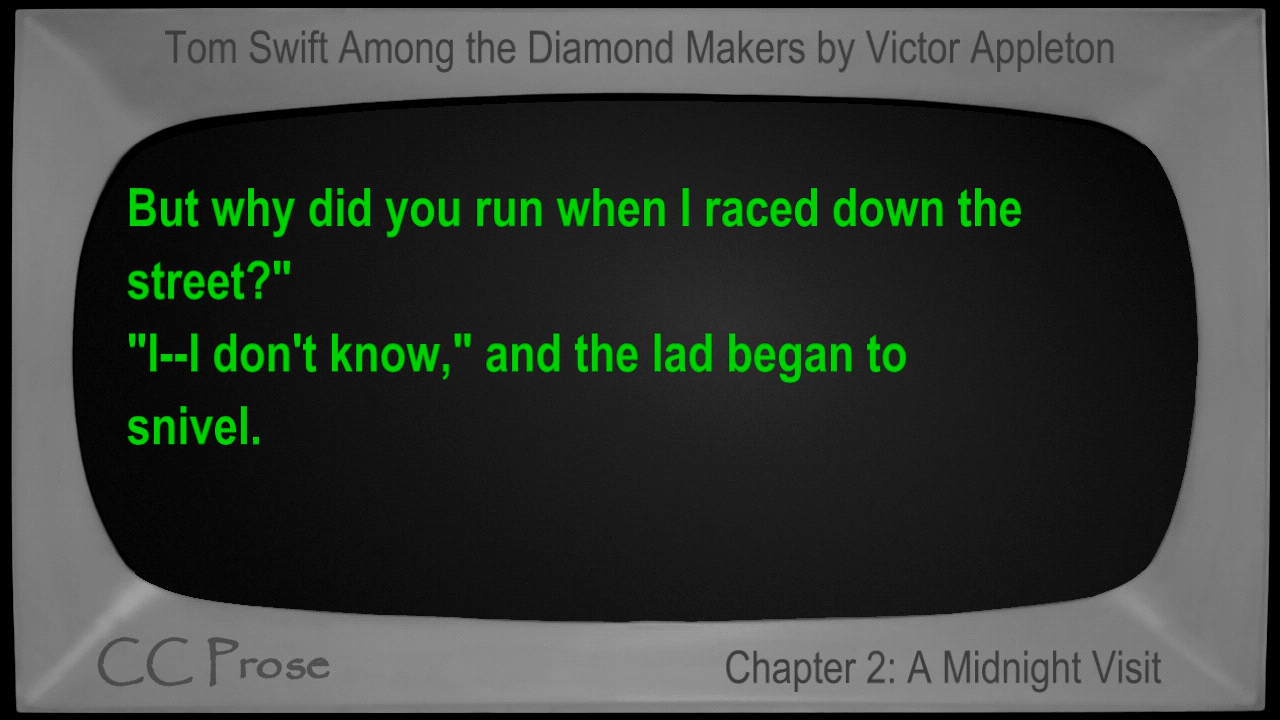 Tom Swift Among the Diamond Makers by Victor Appleton
But why did you run when I raced down the
street?"
"I--I don't know," and the lad began to
snivel.
CC Prose
Chapter 2: A Midnight Visit